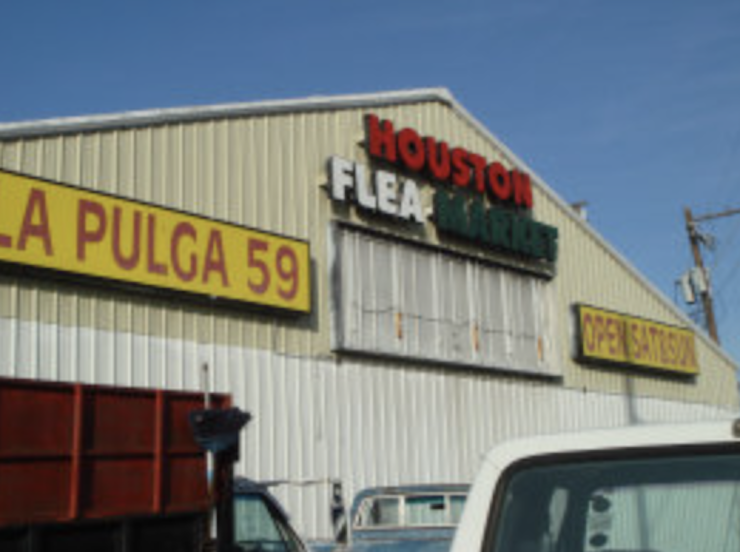 LA PULGA 59
HOUSTON
FLEA MARKET
OPEN SAT&SUN